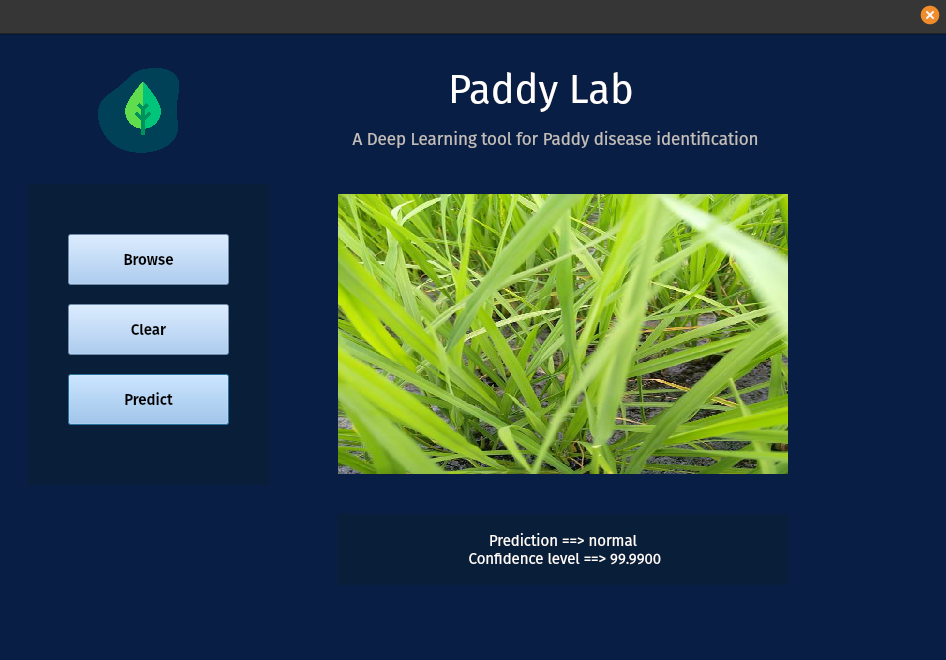 Paddy Lab
A Deep Learning tool for Paddy disease identification
Browse
Clear
Predict
Prediction ==> normal
Confidence level ==> 99.9900